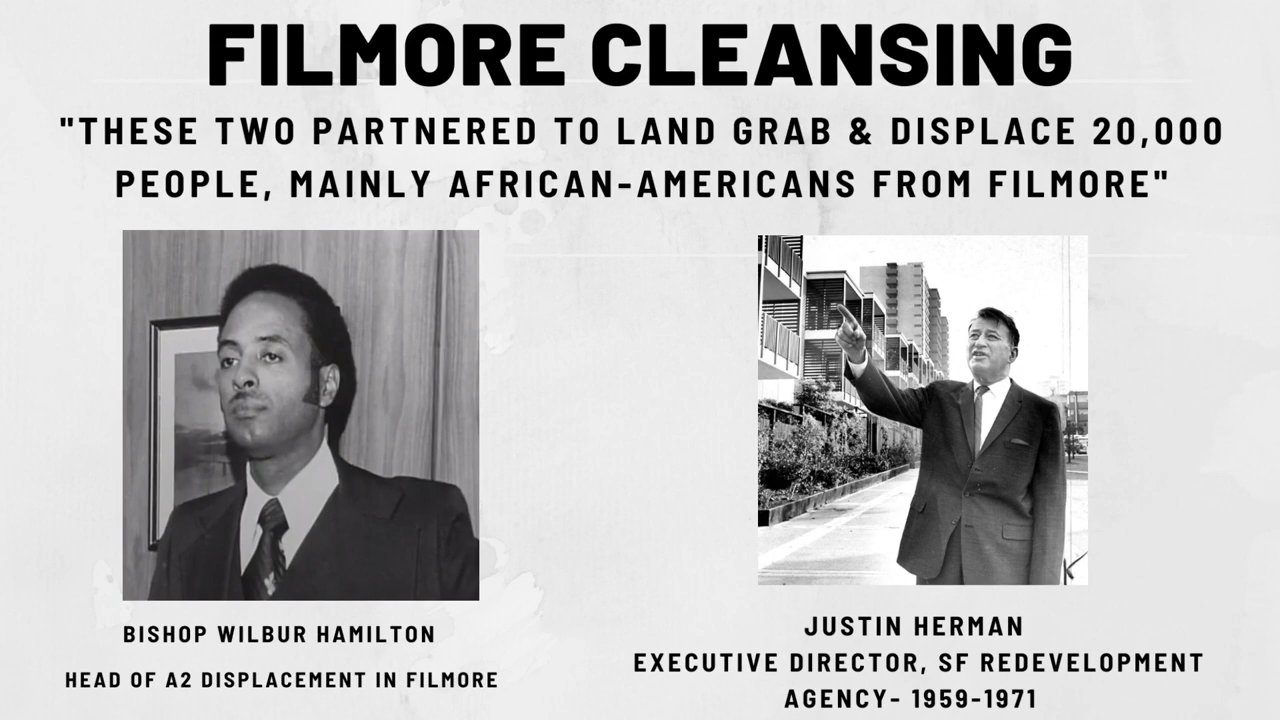 FILMORE CLEANSING
"THESE TWO PARTNERED TO LAND GRAB & DISPLACE 20,000
PEOPLE, MAINLY AFRICAN-AMERICANS FROM FILMORE"
BISHOP WILBUR HAMILTON
HEAD OF A2 DISPLACEMENT IN FILMORE
JUSTIN HERMAN
EXECUTIVE DIRECTOR, SF REDEVELOPMENT
AGENCY- 1959-1971